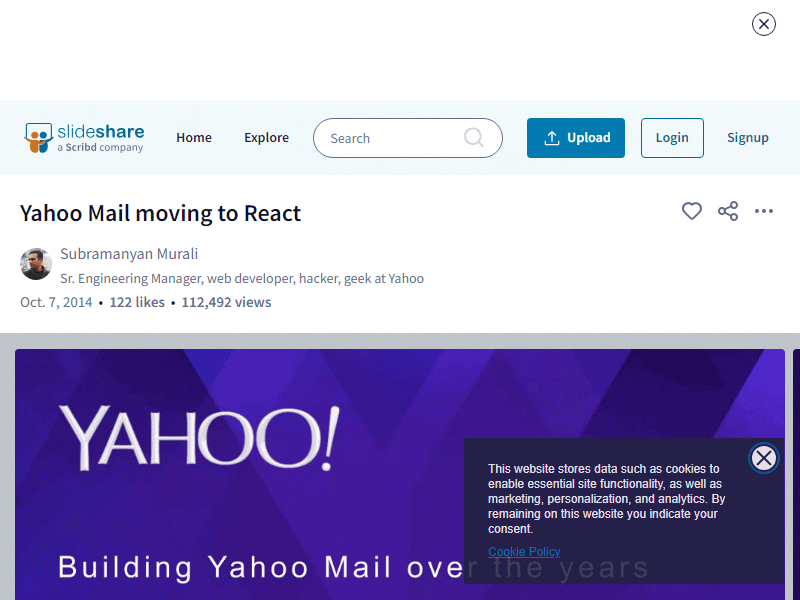 slideshare
a Scribd company
Home
Explore
Search
Upload
Login
Signup
Yahoo Mail moving to React
Subramanyan Murali
Sr. Engineering Manager, web developer, hacker, geek at Yahoo
Oct. 7, 2014 • 122 likes • 112,492 views
YAHOO!
Building Yahoo Mail over the years
This website stores data such as cookies to
enable essential site functionality, as well as
marketing, personalization, and analytics. By
remaining on this website you indicate your
consent.
Cookie Policy